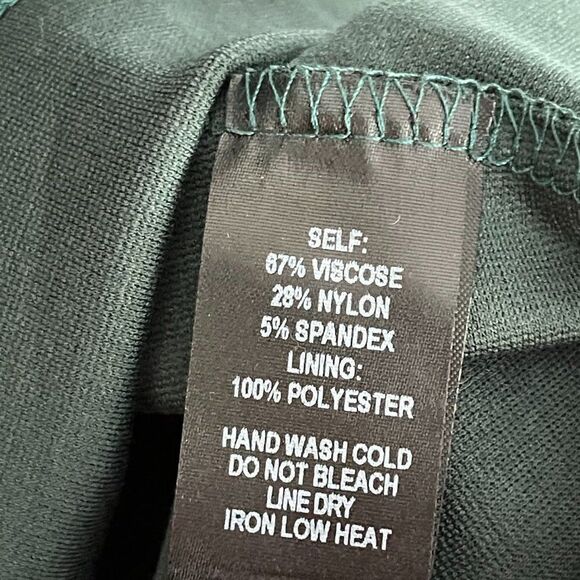 SELF:
67% VISCOSE
28% NYLON
5% SPANDEX
LINING:
100% POLYESTER
HAND WASH COLD
DO NOT BLEACH
LINE DRY
IRON LOW HEAT